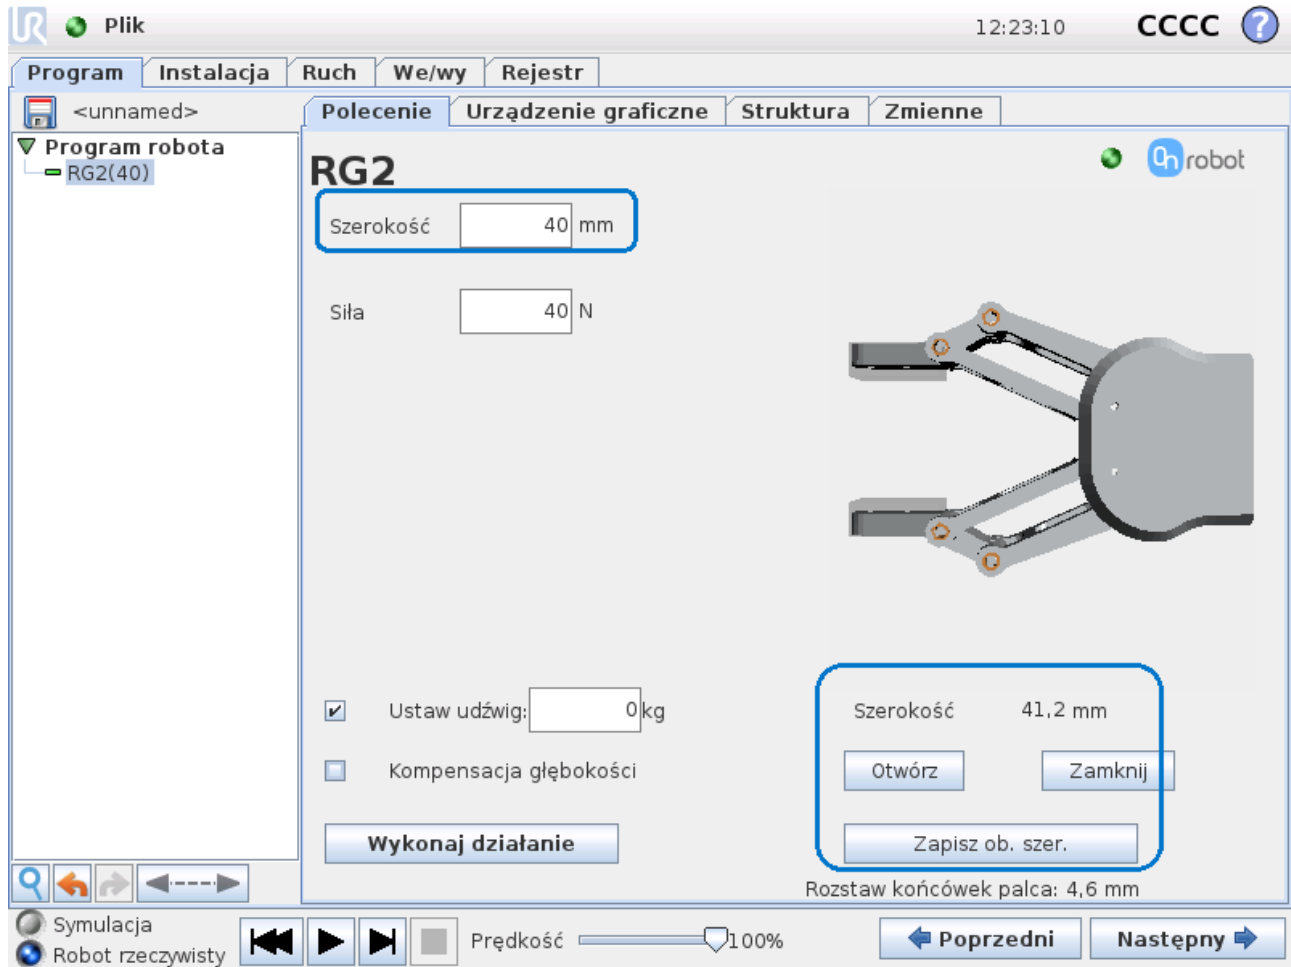 Plik
12:23:10
CCCC
?
Program
Instalacja
Ruch
We/wy
Rejestr
<unnamed>
Polecenie
Urządzenie graficzne
Struktura
Zmienne
Program robota
RG2(40)
RG2
On robot
Szerokość 40 mm
Siła 40 N
Ustaw udźwig: 0 kg
Szerokość 41,2 mm
Kompensacja głębokości
Otwórz
Zamknij
Wykonaj działanie
Zapisz ob. szer.
Rozstaw końcówek palca: 4,6 mm
Symulacja
Robot rzeczywisty
Prędkość 100%
Poprzedni
Następny